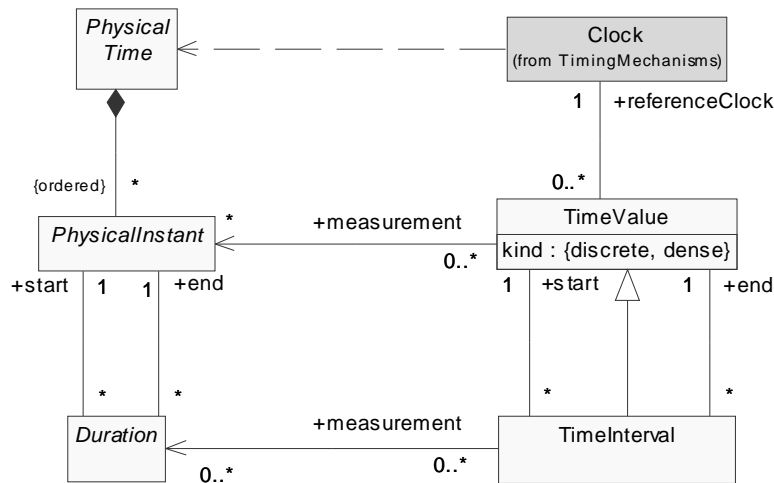 Physical
Time
Clock
(from TimingMechanisms)
1
+referenceClock
{ordered}
*
0..*
PhysicalInstant
*
+measurement
0..*
TimeValue
kind : {discrete, dense}
+start
1
1
+end
1
+start
1
+end
*
*
*
*
Duration
+measurement
0..*
0..*
TimeInterval